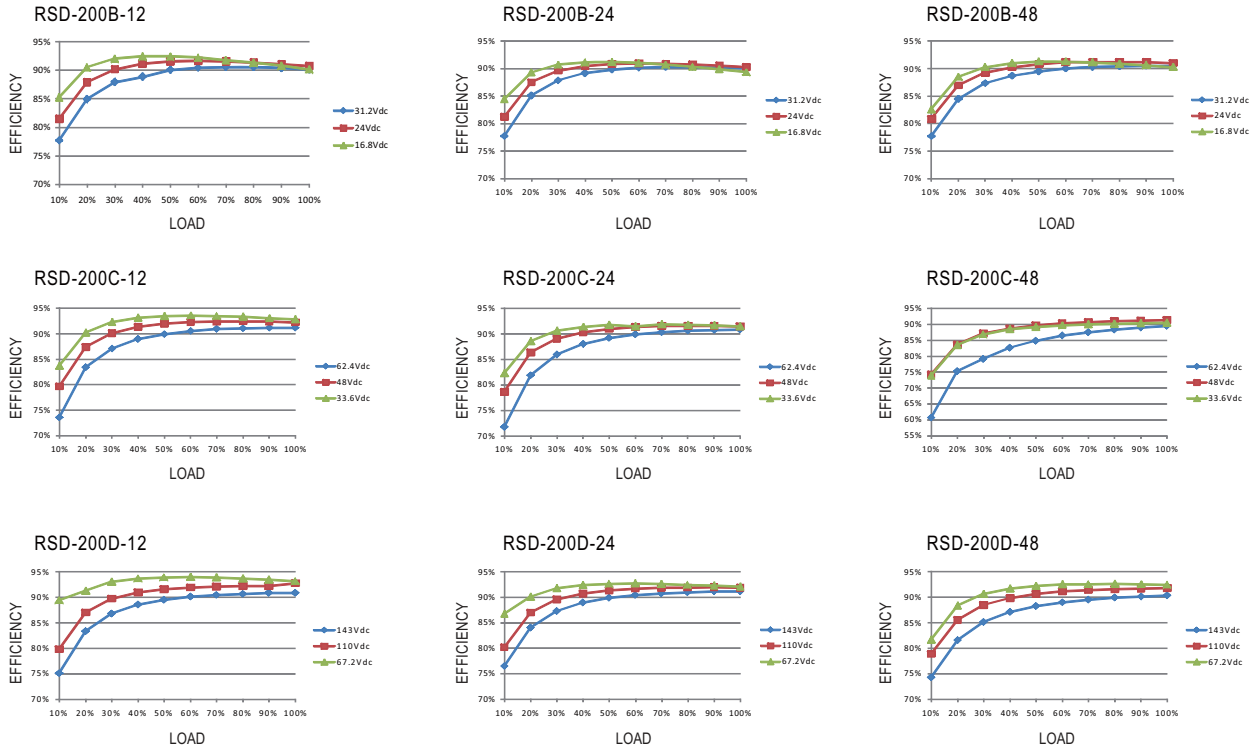 RSD-200B-12
EFFICIENCY
95%
90%
85%
80%
75%
70%
10% 20% 30% 40% 50% 60% 70% 80% 90% 100%
LOAD
31.2Vdc
24Vdc
16.8Vdc
RSD-200B-24
EFFICIENCY
95%
90%
85%
80%
75%
70%
10% 20% 30% 40% 50% 60% 70% 80% 90% 100%
LOAD
31.2Vdc
24Vdc
16.8Vdc
RSD-200B-48
EFFICIENCY
95%
90%
85%
80%
75%
70%
10% 20% 30% 40% 50% 60% 70% 80% 90% 100%
LOAD
31.2Vdc
24Vdc
16.8Vdc
RSD-200C-12
EFFICIENCY
95%
90%
85%
80%
75%
70%
10% 20% 30% 40% 50% 60% 70% 80% 90% 100%
LOAD
62.4Vdc
48Vdc
33.6Vdc
RSD-200C-24
EFFICIENCY
95%
90%
85%
80%
75%
70%
10% 20% 30% 40% 50% 60% 70% 80% 90% 100%
LOAD
62.4Vdc
48Vdc
33.6Vdc
RSD-200C-48
EFFICIENCY
95%
90%
85%
80%
75%
70%
65%
60%
55%
10% 20% 30% 40% 50% 60% 70% 80% 90% 100%
LOAD
62.4Vdc
48Vdc
33.6Vdc
RSD-200D-12
EFFICIENCY
95%
90%
85%
80%
75%
70%
10% 20% 30% 40% 50% 60% 70% 80% 90% 100%
LOAD
143Vdc
110Vdc
67.2Vdc
RSD-200D-24
EFFICIENCY
95%
90%
85%
80%
75%
70%
10% 20% 30% 40% 50% 60% 70% 80% 90% 100%
LOAD
143Vdc
110Vdc
67.2Vdc
RSD-200D-48
EFFICIENCY
95%
90%
85%
80%
75%
70%
10% 20% 30% 40% 50% 60% 70% 80% 90% 100%
LOAD
143Vdc
110Vdc
67.2Vdc